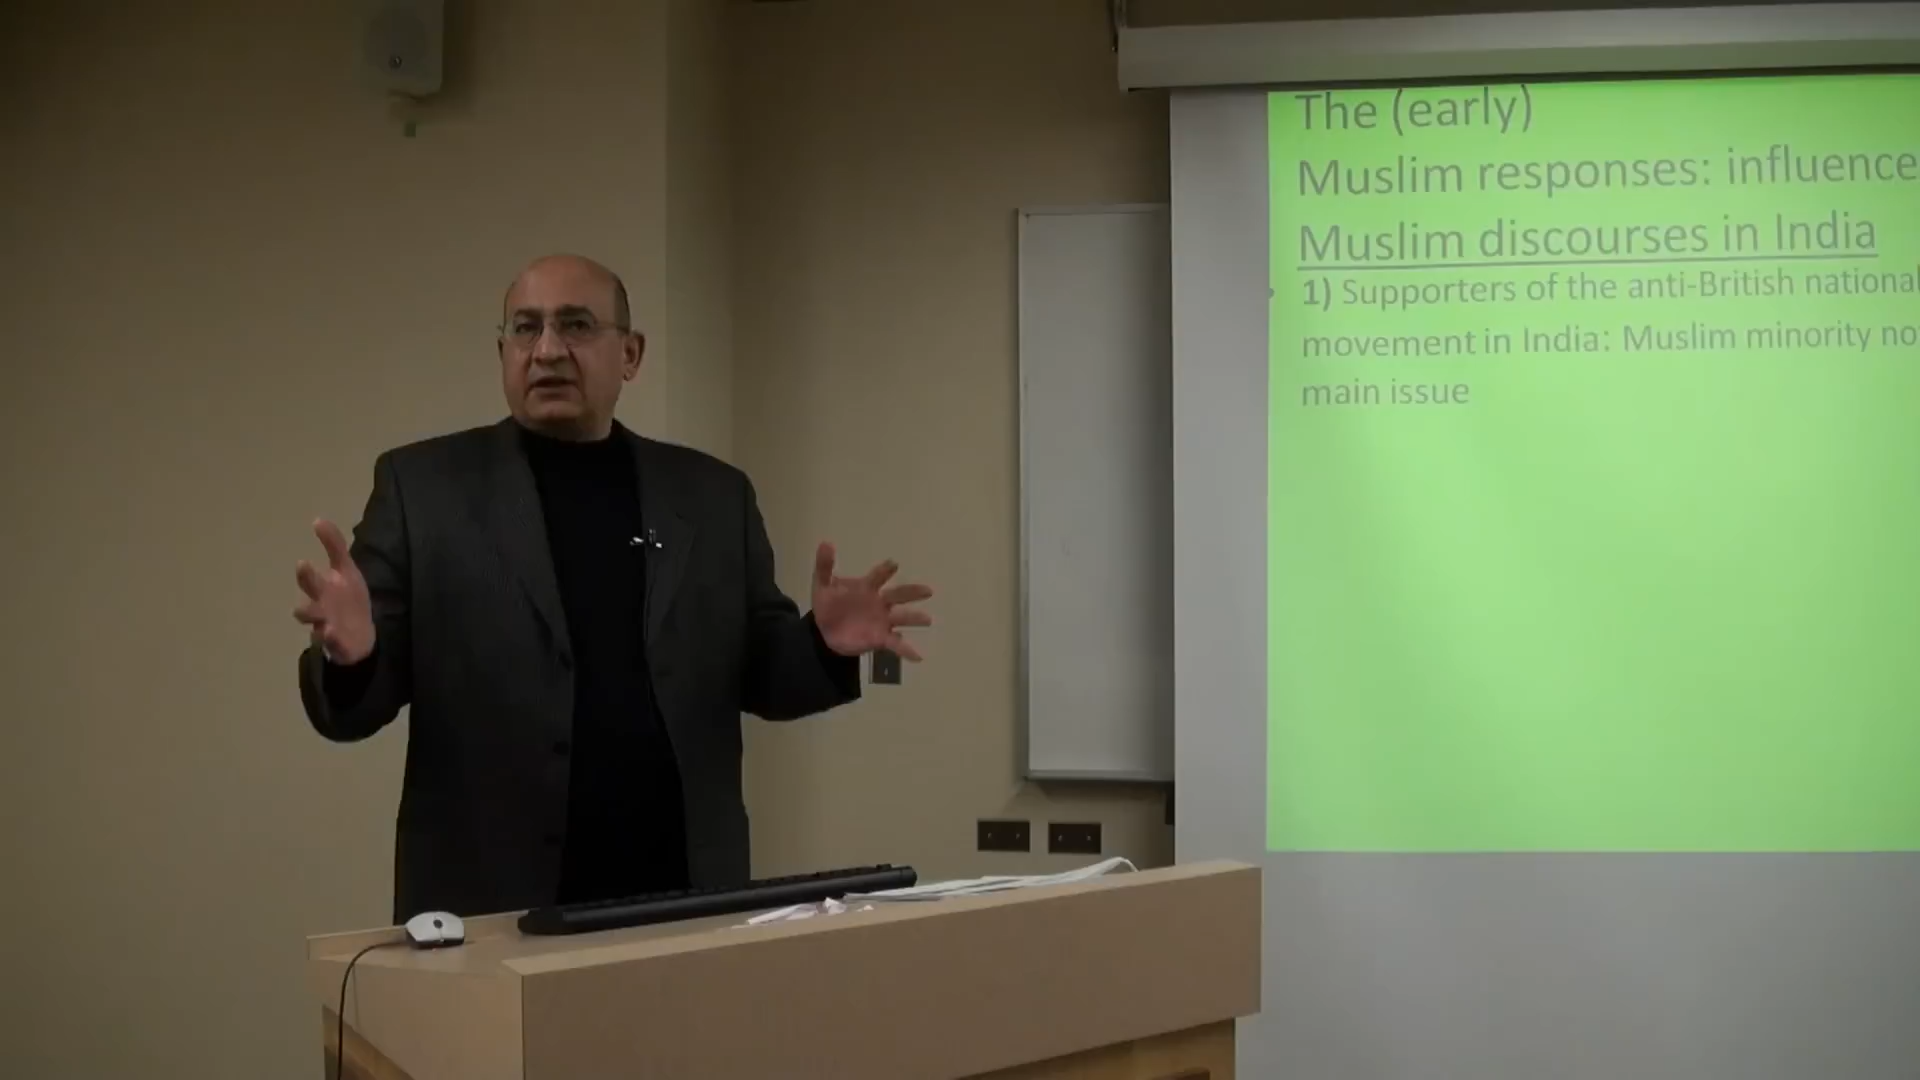 The (early)
Muslim responses: influence
Muslim discourses in India
• 1) Supporters of the anti-British national
movement in India: Muslim minority no
main issue